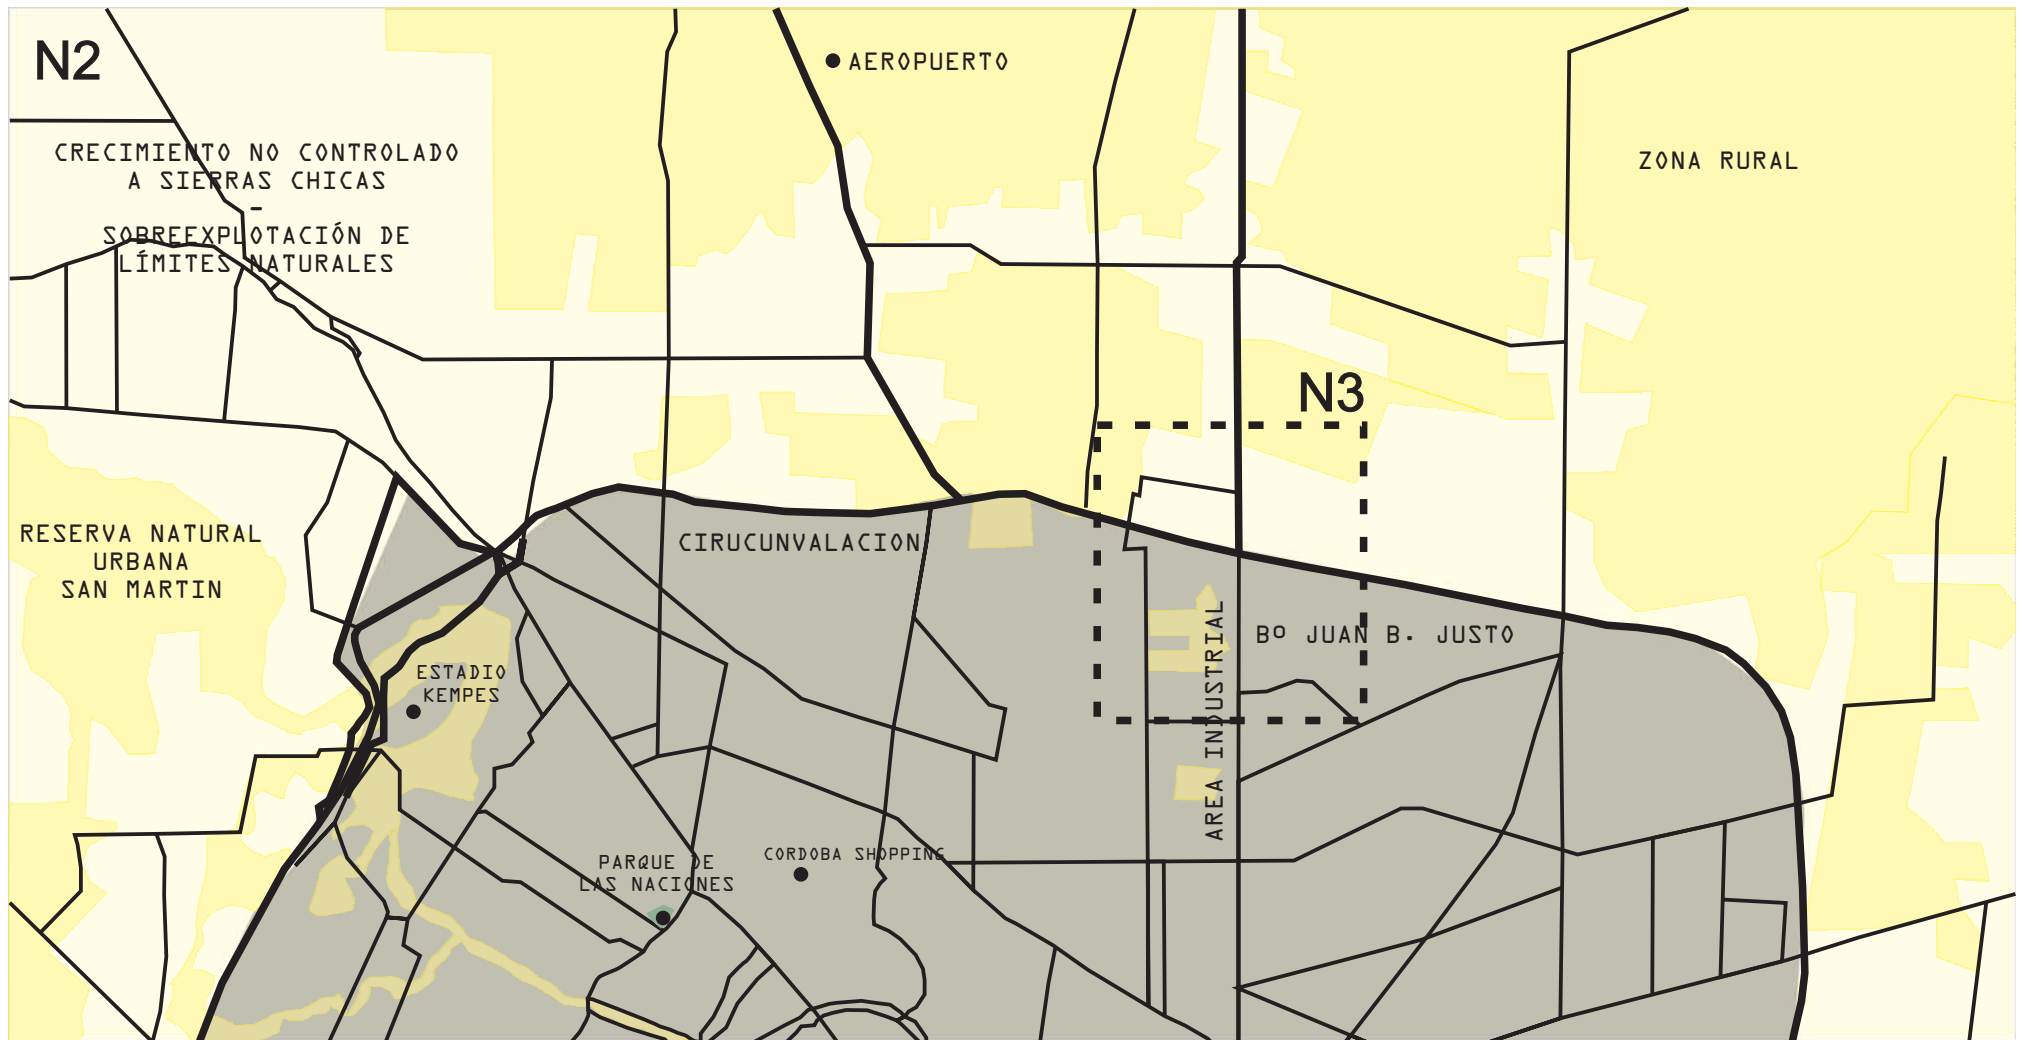 N2
AEROPUERTO
CRECIMIENTO NO CONTROLADO
A SIERRAS CHICAS
-
SOBREEXPLOTACIÓN DE
LÍMITES NATURALES
ZONA RURAL
N3
RESERVA NATURAL
URBANA
SAN MARTIN
CIRUCUNVALACION
Bº JUAN B. JUSTO
ESTADIO
KEMPES
AREA INDUSTRIAL
PARQUE DE
LAS NACIONES
CORDOBA SHOPPING